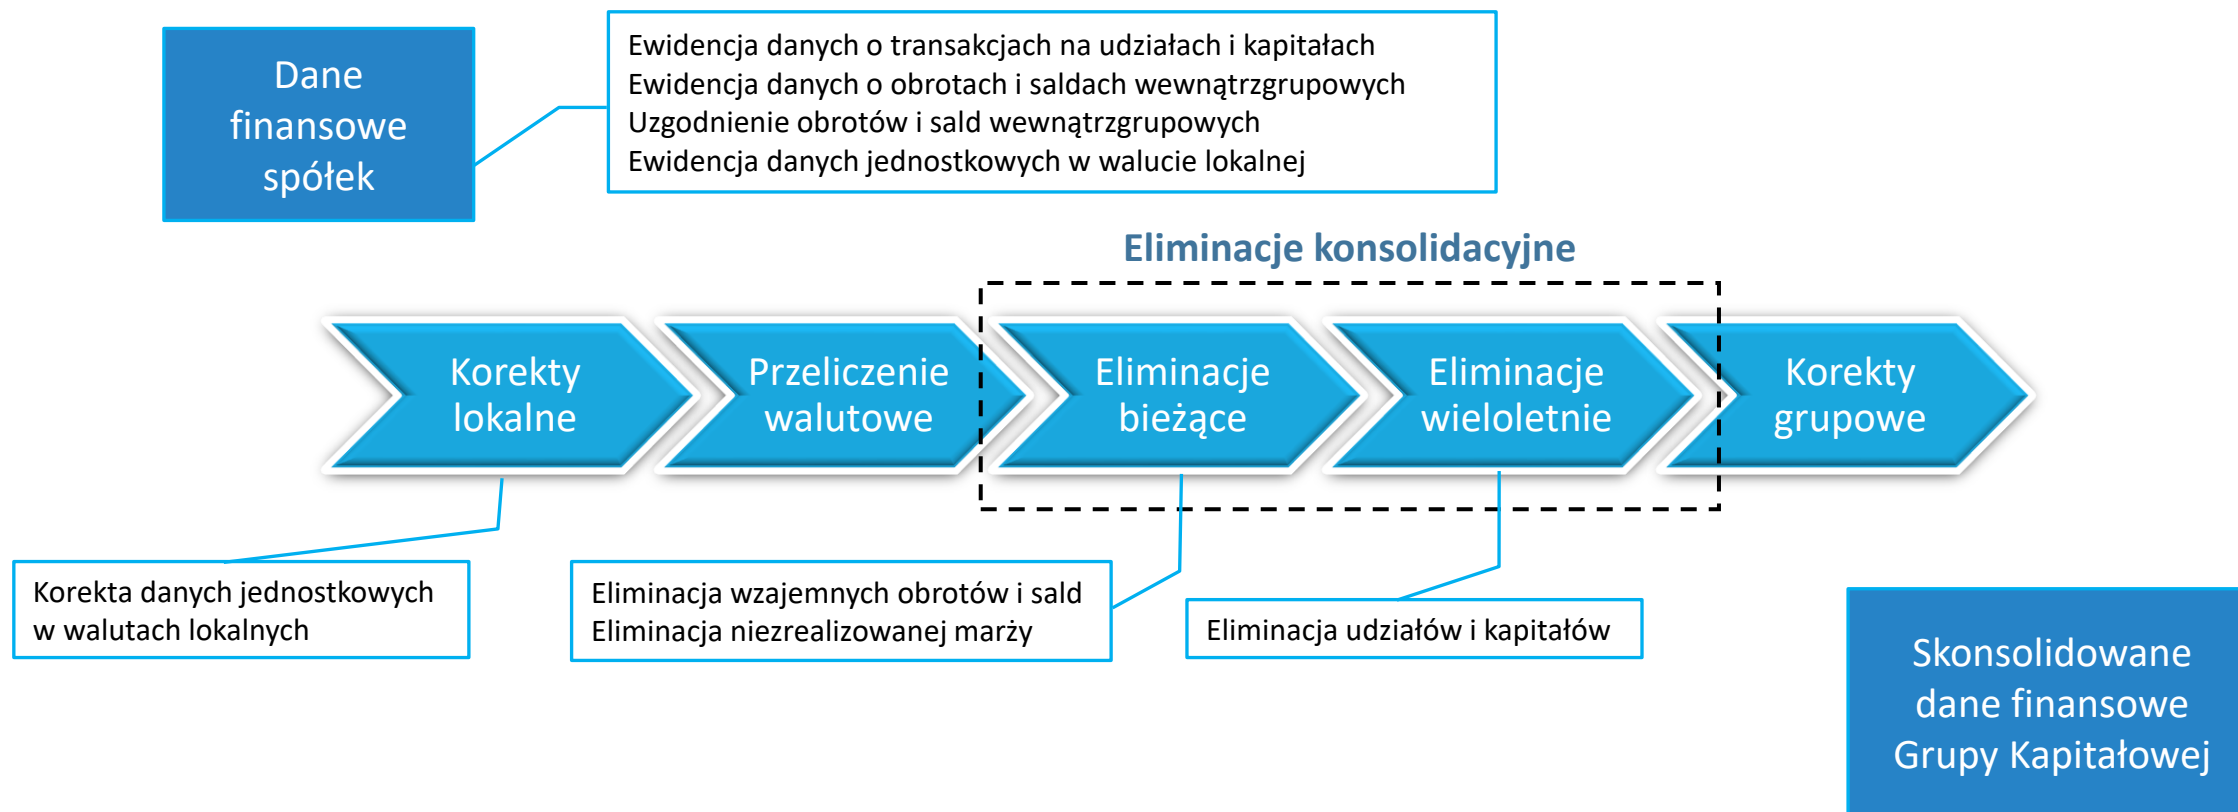 Dane
finansowe
spółek
Ewidencja danych o transakcjach na udziałach i kapitałach
Ewidencja danych o obrotach i saldach wewnątrzgrupowych
Uzgodnienie obrotów i sald wewnątrzgrupowych
Ewidencja danych jednostkowych w walucie lokalnej
Eliminacje konsolidacyjne
Korekty
lokalne
Przeliczenie
walutowe
Eliminacje
bieżące
Eliminacje
wieloletnie
Korekty
grupowe
Korekta danych jednostkowych
w walutach lokalnych
Eliminacja wzajemnych obrotów i sald
Eliminacja niezrealizowanej marży
Eliminacja udziałów i kapitałów
Skonsolidowane
dane finansowe
Grupy Kapitałowej